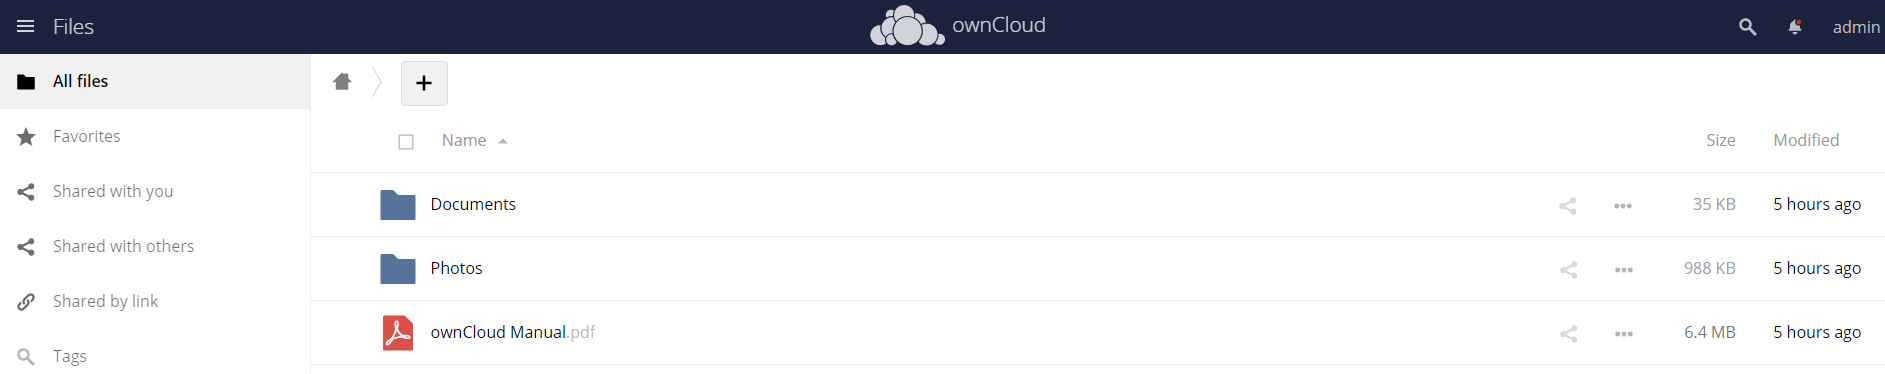 Files
ownCloud
admin
All files
Favorites
Shared with you
Shared with others
Shared by link
Tags
Name Size Modified
Documents 35 KB 5 hours ago
Photos 988 KB 5 hours ago
ownCloud Manual.pdf 6.4 MB 5 hours ago